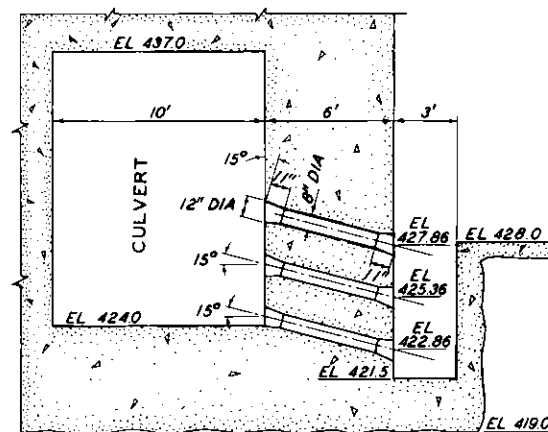 EL 437.0
10'
6'
3'
15°
11"
8" DIA
12" DIA
CULVERT
EL
427.86
EL 428.0
11"
15°
EL
425.36
15°
EL
422.86
EL 424.0
EL 421.5
EL 419.0